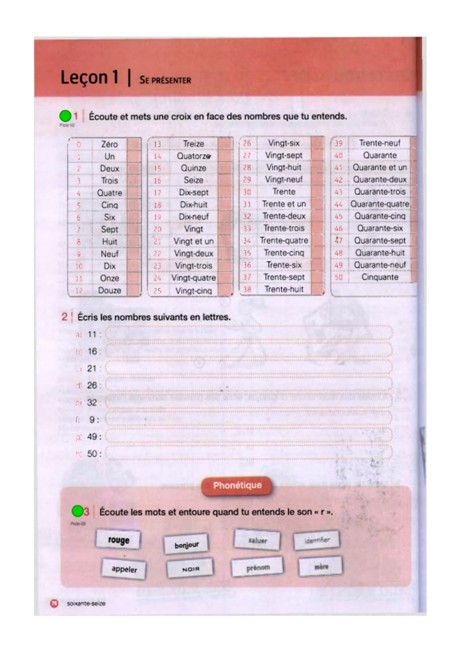 Leçon 1 | SE PRÉSENTER
1 Écoute et mets une croix en face des nombres que tu entends.
0 Zéro 13 Treize 26 Vingt-six 39 Trente-neuf
1 Un 14 Quatorze 27 Vingt-sept 40 Quarante
2 Deux 15 Quinze 28 Vingt-huit 41 Quarante et un
3 Trois 16 Seize 29 Vingt-neuf 42 Quarante-deux
4 Quatre 17 Dix-sept 30 Trente 43 Quarante-trois
5 Cinq 18 Dix-huit 31 Trente et un 44 Quarante-quatre
6 Six 19 Dix-neuf 32 Trente-deux 45 Quarante-cinq
7 Sept 20 Vingt 33 Trente-trois 46 Quarante-six
8 Huit 21 Vingt et un 34 Trente-quatre 47 Quarante-sept
9 Neuf 22 Vingt-deux 35 Trente-cinq 48 Quarante-huit
10 Dix 23 Vingt-trois 36 Trente-six 49 Quarante-neuf
11 Onze 24 Vingt-quatre 37 Trente-sept 50 Cinquante
12 Douze 25 Vingt-cinq 38 Trente-huit
2 Écris les nombres suivants en lettres.
11 :
16 :
21 :
26 :
32 :
9 :
49 :
50 :
Phonétique
3 Écoute les mots et entoure quand tu entends le son « r ».
rouge bonjour saluer identifier
appeler NOIR prénom mère
76 soixante-seize